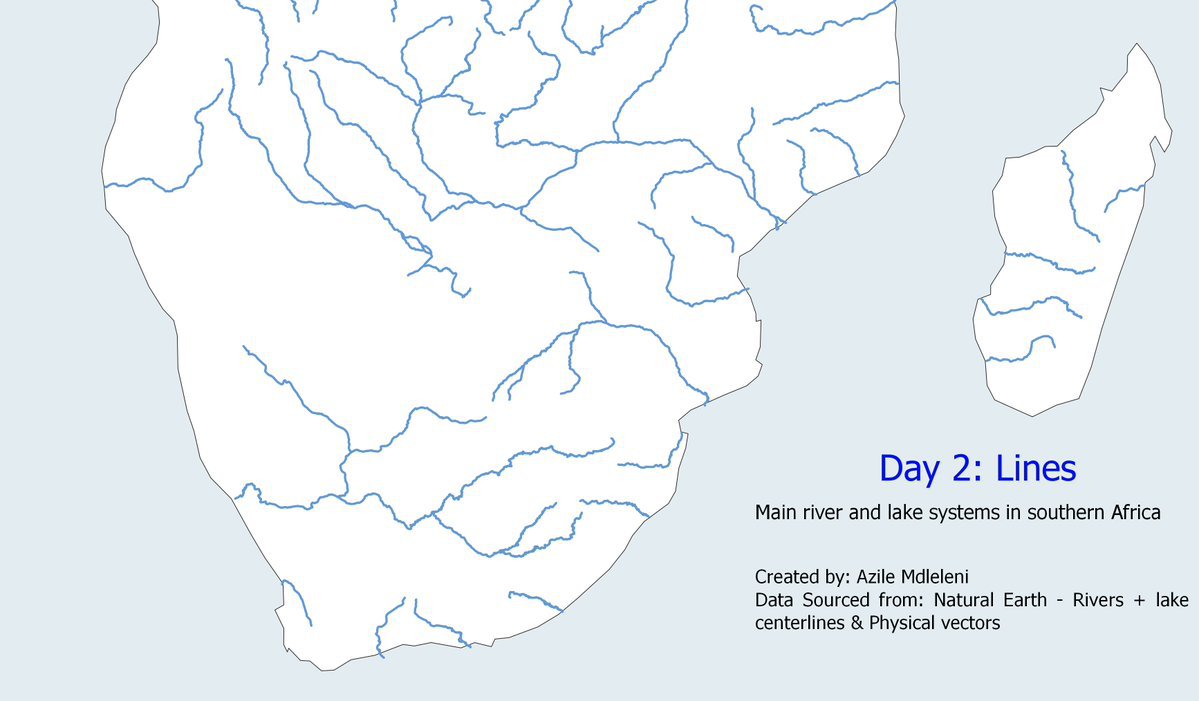 Day 2: Lines
Main river and lake systems in southern Africa
Created by: Azile Mdleleni
Data Sourced from: Natural Earth - Rivers + lake
centerlines & Physical vectors